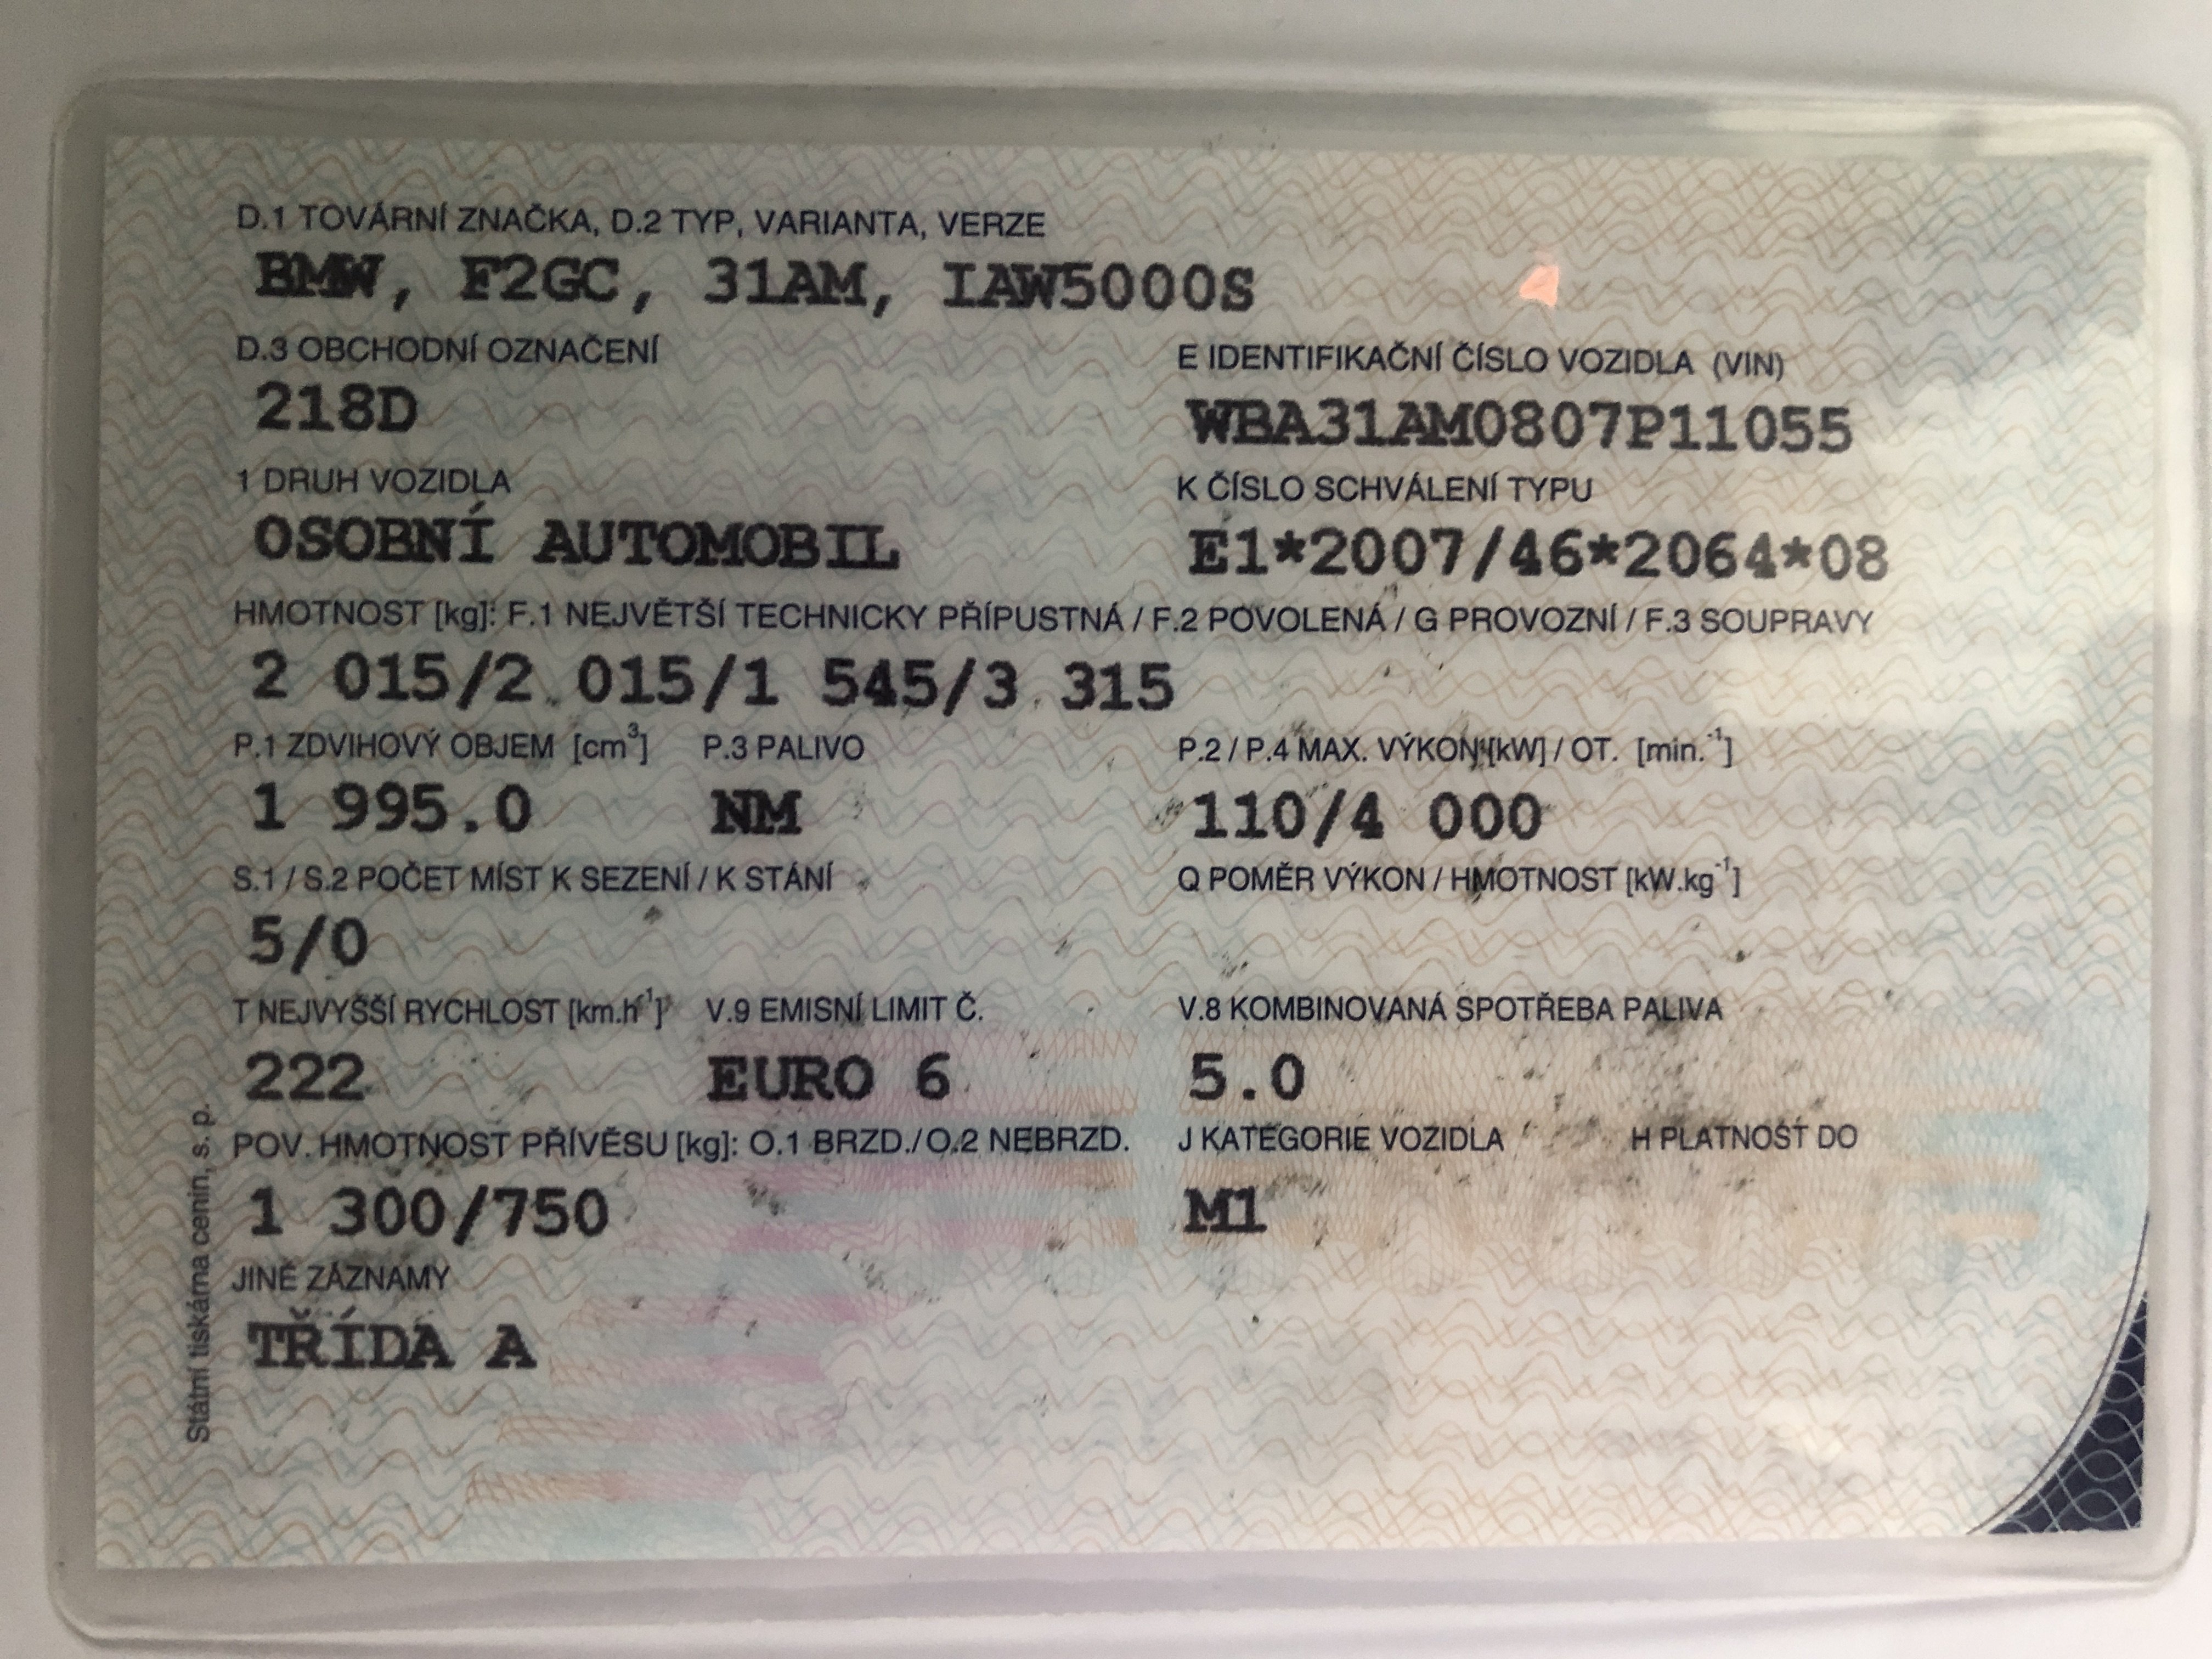 D.1 TOVÁRNÍ ZNAČKA, D.2 TYP, VARIANTA, VERZE
BMW, F2GC, 31AM, IAW5000S
D.3 OBCHODNÍ OZNAČENÍ
E IDENTIFIKAČNÍ ČÍSLO VOZIDLA (VIN)
218D
WBA31AM0807P11055
1 DRUH VOZIDLA
K ČÍSLO SCHVÁLENÍ TYPU
OSOBNÍ AUTOMOBIL
E1*2007/46*2064*08
HMOTNOST [kg]: F.1 NEJVĚTŠÍ TECHNICKY PŘÍPUSTNÁ / F.2 POVOLENÁ / G PROVOZNÍ / F.3 SOUPRAVY
2 015/2 015/1 545/3 315
P.1 ZDVIHOVÝ OBJEM [cm³] P.3 PALIVO
P.2 / P.4 MAX. VÝKON [kW] / OT. [min.⁻¹]
1 995.0 NM
110/4 000
S.1 / S.2 POČET MÍST K SEZENÍ / K STÁNÍ
Q POMĚR VÝKON / HMOTNOST [kW.kg⁻¹]
5/0
T NEJVYŠŠÍ RYCHLOST [km.h⁻¹] V.9 EMISNÍ LIMIT Č.
V.8 KOMBINOVANÁ SPOTŘEBA PALIVA
222 EURO 6
5.0
POV. HMOTNOST PŘÍVĚSU [kg]: O.1 BRZD./O.2 NEBRZD.
J KATEGORIE VOZIDLA H PLATNOST DO
1 300/750
M1
JINÉ ZÁZNAMY
TŘÍDA A
Státní tiskárna cenin, s. p.